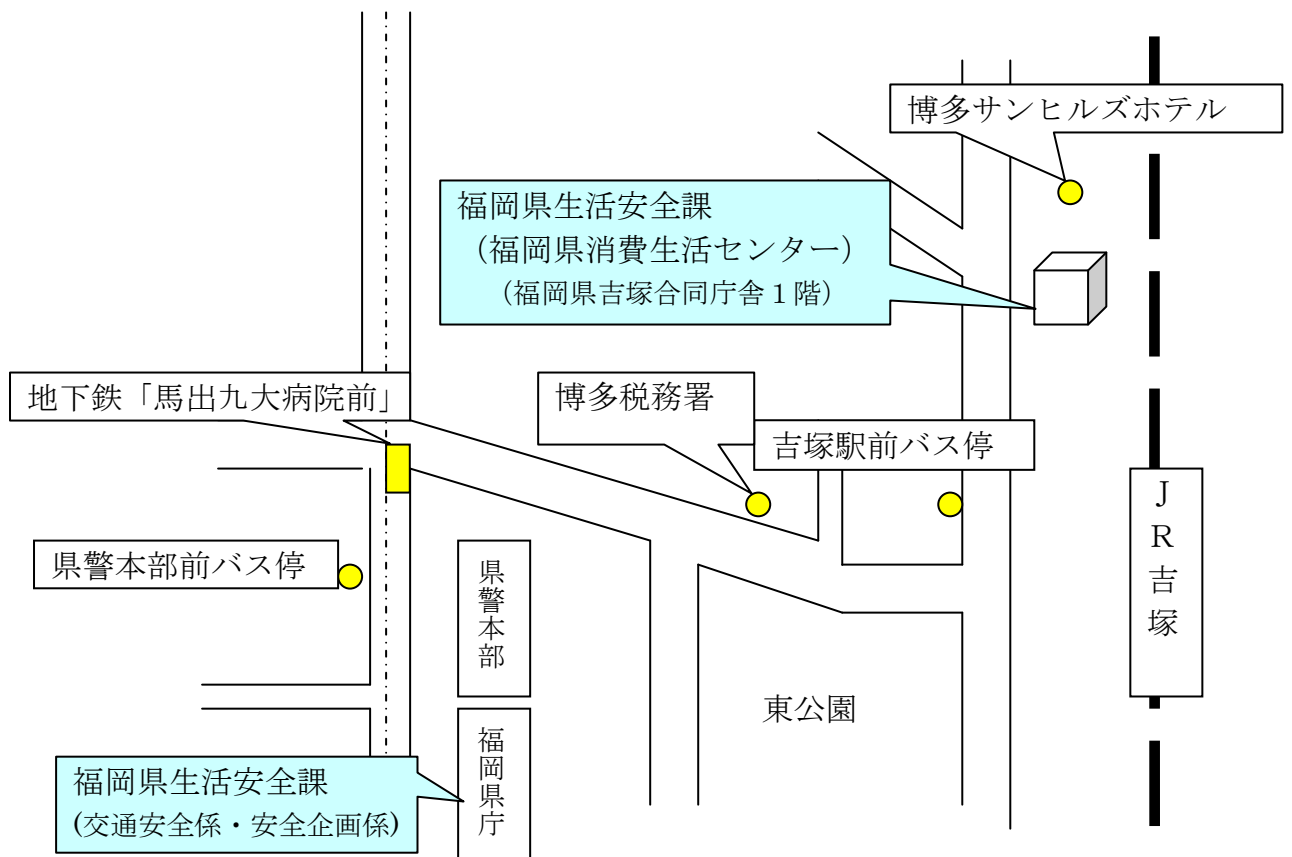 博多サンヒルズホテル
福岡県生活安全課
（福岡県消費生活センター）
（福岡県吉塚合同庁舎１階）
地下鉄「馬出九大病院前」
博多税務署
吉塚駅前バス停
ＪＲ吉塚
県警本部前バス停
県警本部
東公園
福岡県庁
福岡県生活安全課
(交通安全係・安全企画係)